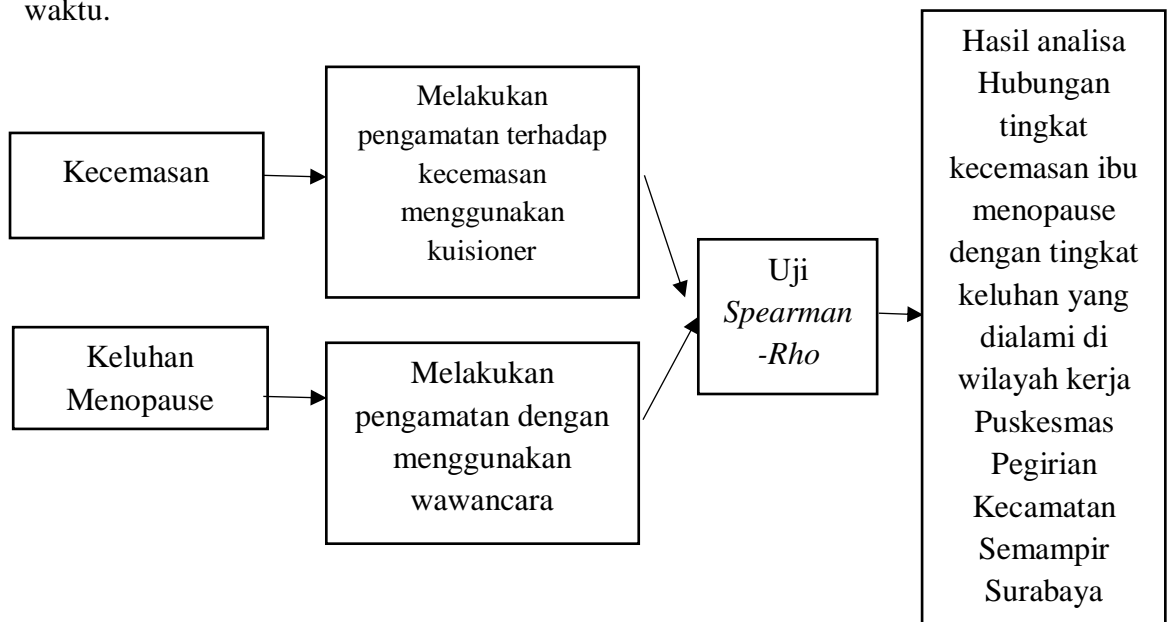 waktu.
Kecemasan
Melakukan
pengamatan terhadap
kecemasan
menggunakan
kuisioner
Keluhan
Menopause
Melakukan
pengamatan dengan
menggunakan
wawancara
Uji
Spearman
-Rho
Hasil analisa
Hubungan
tingkat
kecemasan ibu
menopause
dengan tingkat
keluhan yang
dialami di
wilayah kerja
Puskesmas
Pegirian
Kecamatan
Semampir
Surabaya